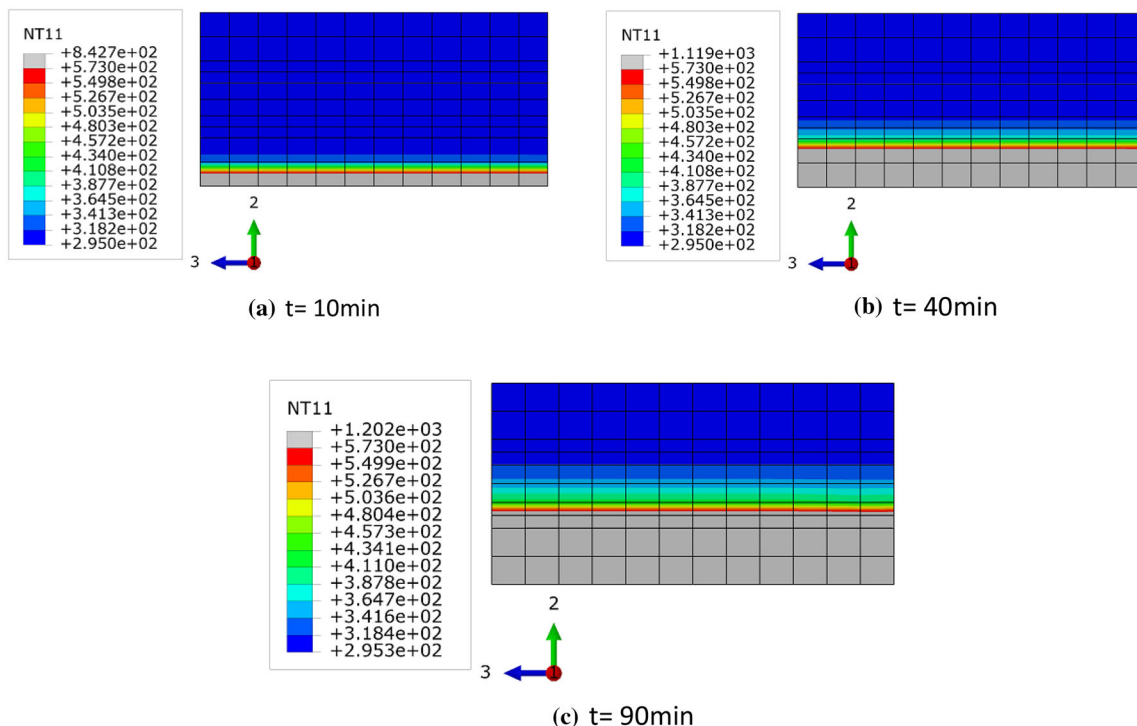 NT11
+8.427e+02
+5.730e+02
+5.498e+02
+5.267e+02
+5.035e+02
+4.803e+02
+4.572e+02
+4.340e+02
+4.108e+02
+3.877e+02
+3.645e+02
+3.413e+02
+3.182e+02
+2.950e+02
2
3
1
(a) t= 10min
NT11
+1.119e+03
+5.730e+02
+5.498e+02
+5.267e+02
+5.035e+02
+4.803e+02
+4.572e+02
+4.340e+02
+4.108e+02
+3.877e+02
+3.645e+02
+3.413e+02
+3.182e+02
+2.950e+02
2
3
1
(b) t= 40min
NT11
+1.202e+03
+5.730e+02
+5.499e+02
+5.267e+02
+5.036e+02
+4.804e+02
+4.573e+02
+4.341e+02
+4.110e+02
+3.878e+02
+3.647e+02
+3.416e+02
+3.184e+02
+2.953e+02
2
3
1
(c) t= 90min